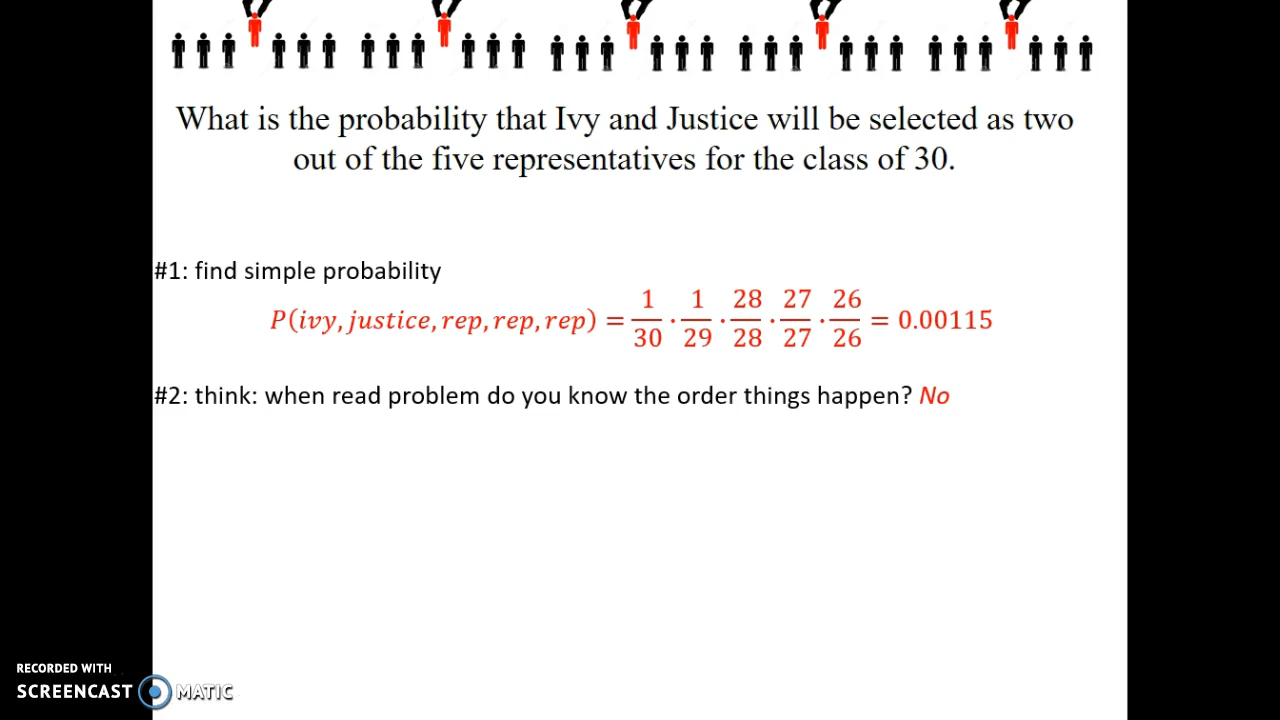 What is the probability that Ivy and Justice will be selected as two
out of the five representatives for the class of 30.
#1: find simple probability
P(ivy, justice, rep, rep, rep) = 1/30 · 1/29 · 28/28 · 27/27 · 26/26 = 0.00115
#2: think: when read problem do you know the order things happen? No
RECORDED WITH
SCREENCAST MATIC